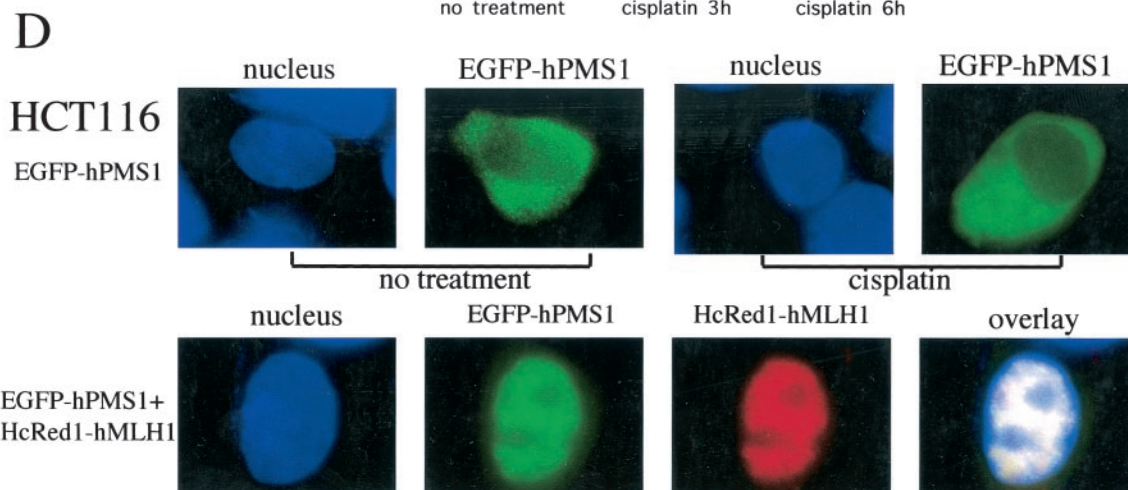 no treatment cisplatin 3h cisplatin 6h
D
nucleus EGFP-hPMS1 nucleus EGFP-hPMS1
HCT116
EGFP-hPMS1
no treatment cisplatin
nucleus EGFP-hPMS1 HcRed1-hMLH1 overlay
EGFP-hPMS1+
HcRed1-hMLH1